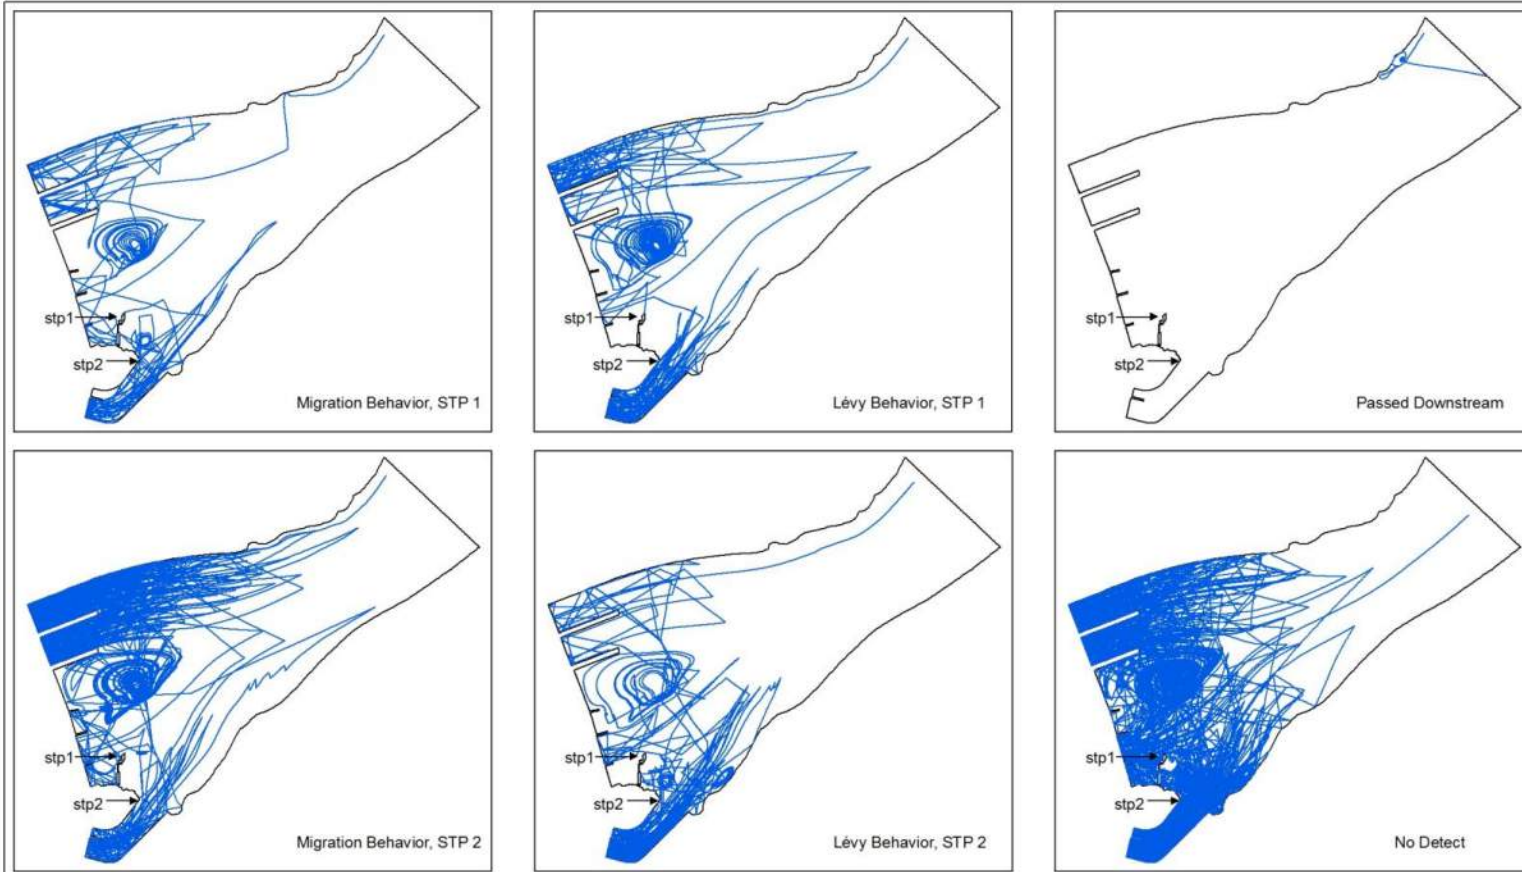 stp1
stp2
Migration Behavior, STP 1
stp1
stp2
Lévy Behavior, STP 1
stp1
stp2
Passed Downstream
stp1
stp2
Migration Behavior, STP 2
stp1
stp2
Lévy Behavior, STP 2
stp1
stp2
No Detect